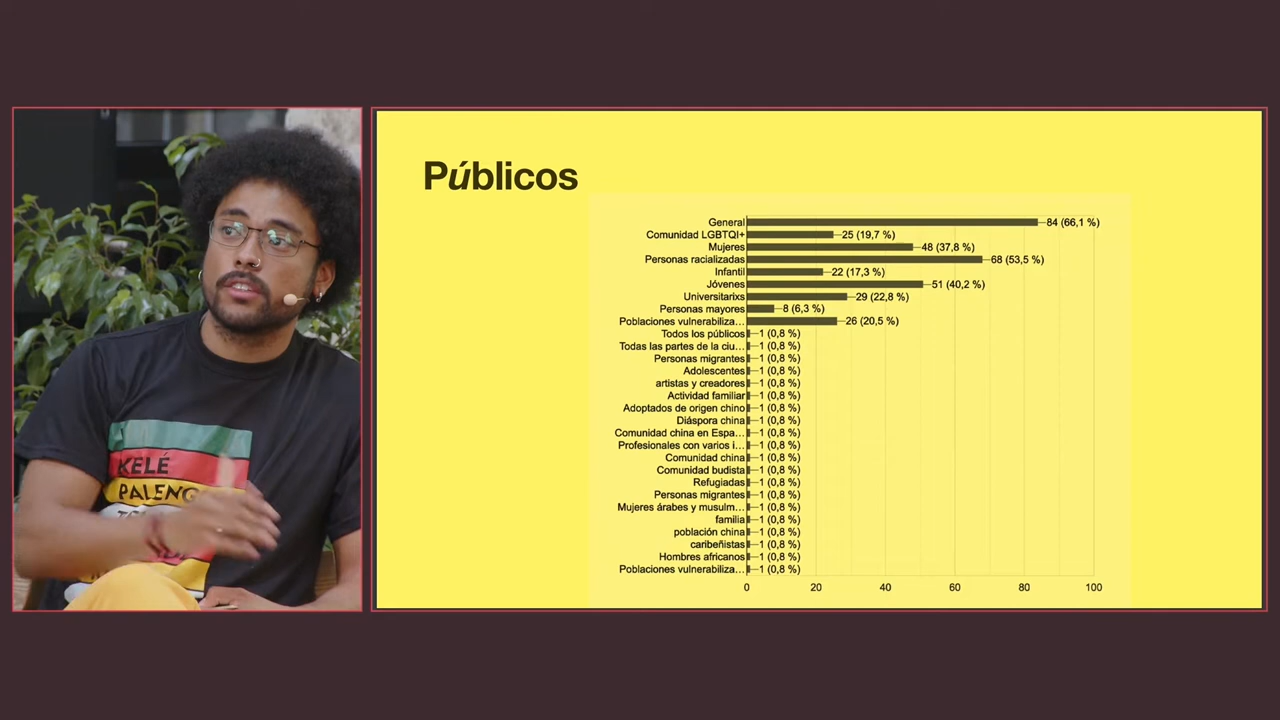 KELÉ
PALENQ
Públicos
General 84 (66,1 %)
Comunidad LGBTQI+ 25 (19,7 %)
Mujeres 48 (37,8 %)
Personas racializadas 68 (53,5 %)
Infantil 22 (17,3 %)
Jóvenes 51 (40,2 %)
Universitarixs 29 (22,8 %)
Personas mayores 8 (6,3 %)
Poblaciones vulnerabiliza... 26 (20,5 %)
Todos los públicos 1 (0,8 %)
Todas las partes de la ciu... 1 (0,8 %)
Personas migrantes 1 (0,8 %)
Adolescentes 1 (0,8 %)
artistas y creadores 1 (0,8 %)
Actividad familiar 1 (0,8 %)
Adoptados de origen chino 1 (0,8 %)
Diáspora china 1 (0,8 %)
Comunidad china en Espa... 1 (0,8 %)
Profesionales con varios i... 1 (0,8 %)
Comunidad china 1 (0,8 %)
Comunidad budista 1 (0,8 %)
Refugiadas 1 (0,8 %)
Personas migrantes 1 (0,8 %)
Mujeres árabes y musulm... 1 (0,8 %)
familia 1 (0,8 %)
población china 1 (0,8 %)
caribeñistas 1 (0,8 %)
Hombres africanos 1 (0,8 %)
Poblaciones vulnerabiliza... 1 (0,8 %)
0 20 40 60 80 100